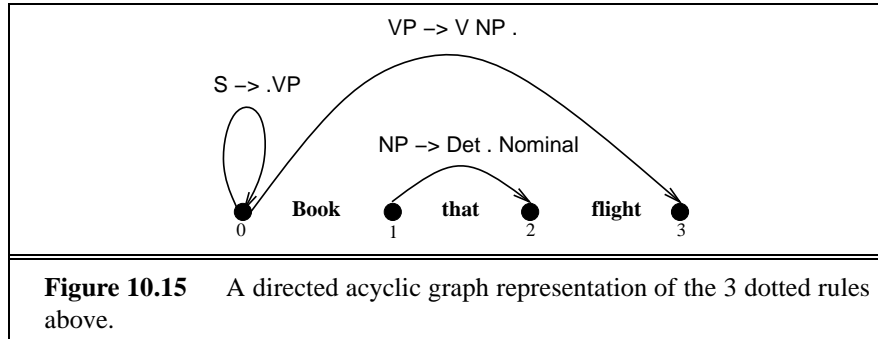 VP –> V NP .
S –> .VP
NP –> Det . Nominal
Book that flight
0 1 2 3
Figure 10.15 A directed acyclic graph representation of the 3 dotted rules
above.